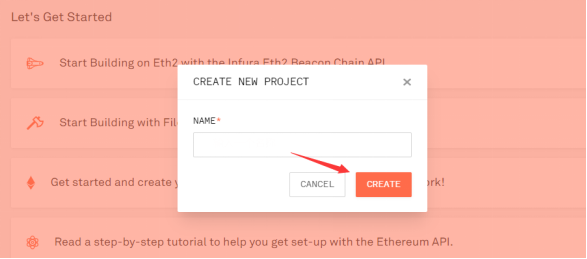 Let's Get Started
Start Building on Eth2 with the Infura Eth2 Beacon Chain API
CREATE NEW PROJECT ×
Start Building with Fil
NAME*
Get started and create y rk!
CANCEL CREATE
Read a step-by-step tutorial to help you get set-up with the Ethereum API.